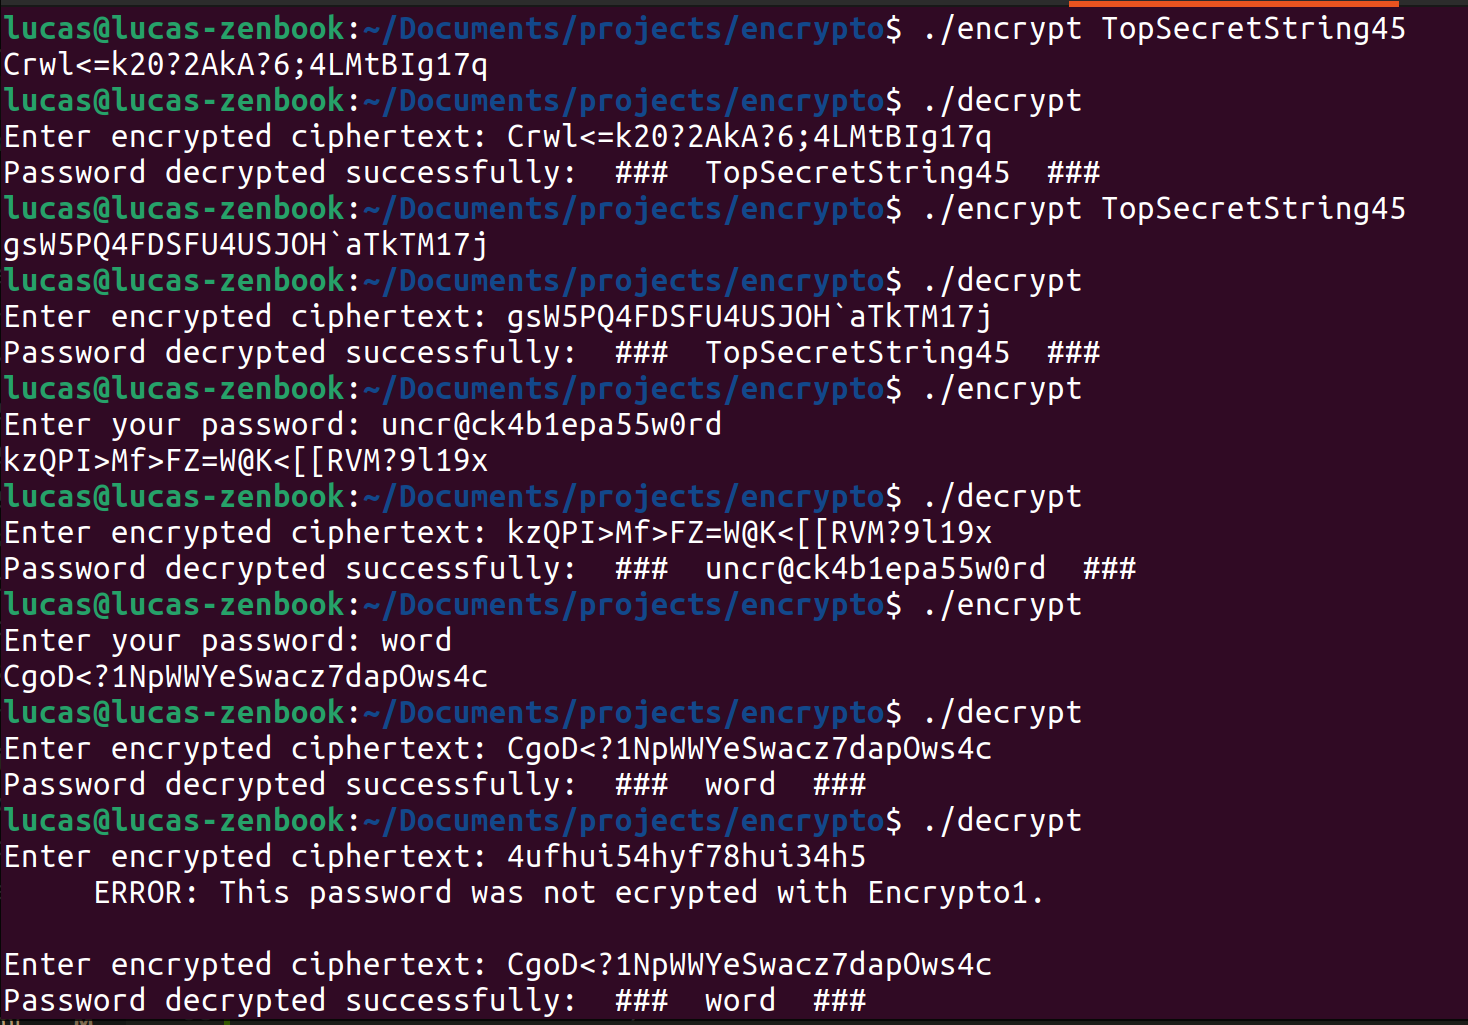 lucas@lucas-zenbook:~/Documents/projects/encrypto$ ./encrypt TopSecretString45
Crwl<=k20?2AkA?6;4LMtBIg17q
lucas@lucas-zenbook:~/Documents/projects/encrypto$ ./decrypt
Enter encrypted ciphertext: Crwl<=k20?2AkA?6;4LMtBIg17q
Password decrypted successfully:  ###  TopSecretString45  ###
lucas@lucas-zenbook:~/Documents/projects/encrypto$ ./encrypt TopSecretString45
gsW5PQ4FDSFU4USJOH`aTkTM17j
lucas@lucas-zenbook:~/Documents/projects/encrypto$ ./decrypt
Enter encrypted ciphertext: gsW5PQ4FDSFU4USJOH`aTkTM17j
Password decrypted successfully:  ###  TopSecretString45  ###
lucas@lucas-zenbook:~/Documents/projects/encrypto$ ./encrypt
Enter your password: uncr@ck4b1epa55w0rd
kzQPI>Mf>FZ=W@K<[[RVM?9l19x
lucas@lucas-zenbook:~/Documents/projects/encrypto$ ./decrypt
Enter encrypted ciphertext: kzQPI>Mf>FZ=W@K<[[RVM?9l19x
Password decrypted successfully:  ###  uncr@ck4b1epa55w0rd  ###
lucas@lucas-zenbook:~/Documents/projects/encrypto$ ./encrypt
Enter your password: word
CgoD<?1NpWWYeSwacz7dapOws4c
lucas@lucas-zenbook:~/Documents/projects/encrypto$ ./decrypt
Enter encrypted ciphertext: CgoD<?1NpWWYeSwacz7dapOws4c
Password decrypted successfully:  ###  word  ###
lucas@lucas-zenbook:~/Documents/projects/encrypto$ ./decrypt
Enter encrypted ciphertext: 4ufhui54hyf78hui34h5
     ERROR: This password was not ecrypted with Encrypto1.
Enter encrypted ciphertext: CgoD<?1NpWWYeSwacz7dapOws4c
Password decrypted successfully:  ###  word  ###